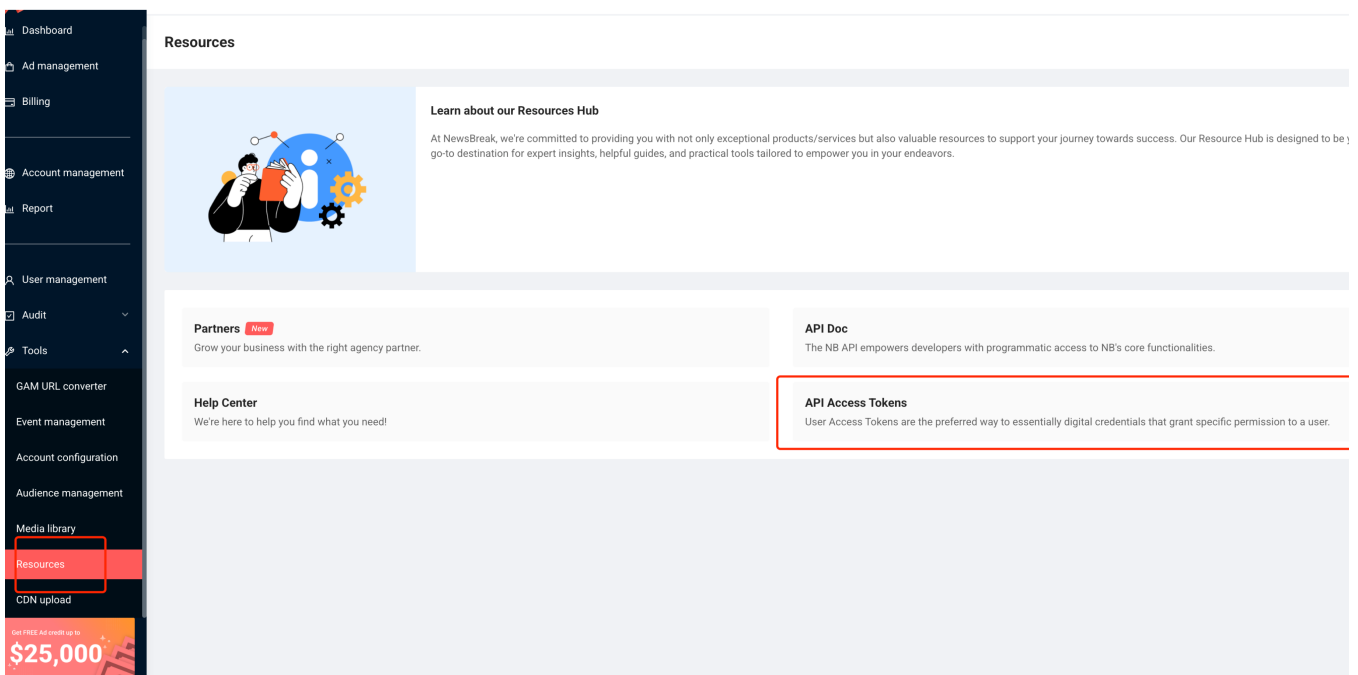 Dashboard
Ad management
Billing
Account management
Report
User management
Audit
Tools
GAM URL converter
Event management
Account configuration
Audience management
Media library
Resources
CDN upload
Get FREE Ad credit up to
$25,000
Resources
Learn about our Resources Hub
At NewsBreak, we're committed to providing you with not only exceptional products/services but also valuable resources to support your journey towards success. Our Resource Hub is designed to be
go-to destination for expert insights, helpful guides, and practical tools tailored to empower you in your endeavors.
Partners New
Grow your business with the right agency partner.
API Doc
The NB API empowers developers with programmatic access to NB's core functionalities.
Help Center
We're here to help you find what you need!
API Access Tokens
User Access Tokens are the preferred way to essentially digital credentials that grant specific permission to a user.